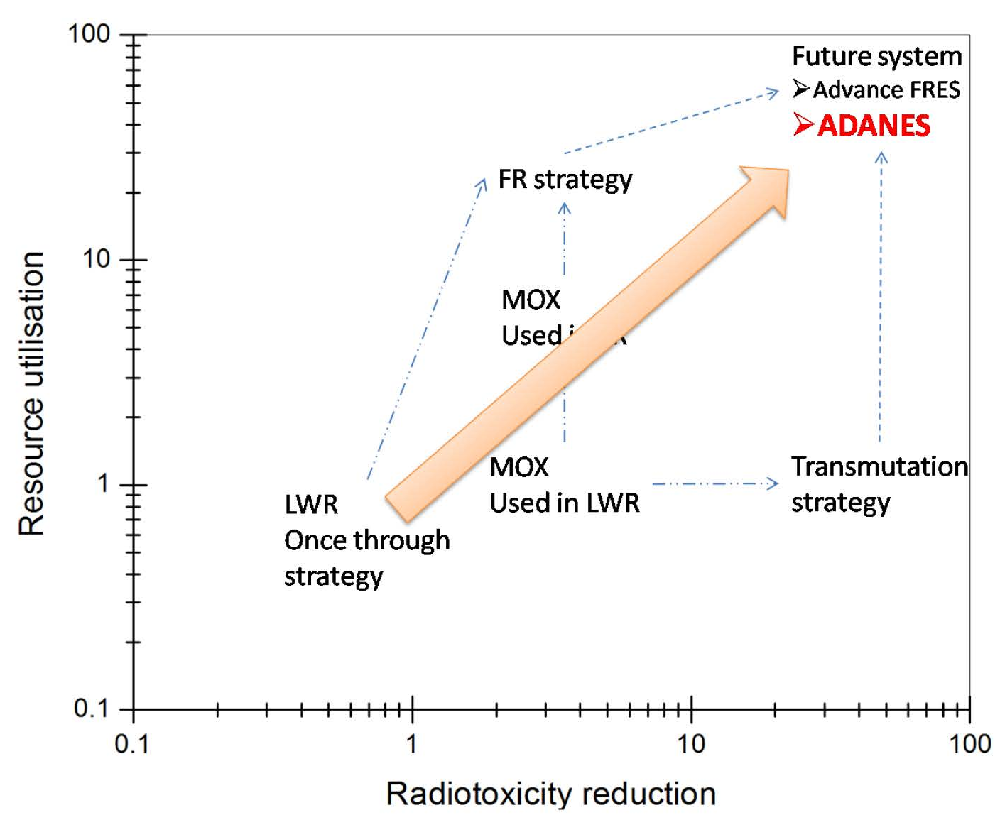 100
Future system
➢Advance FRES
➢ADANES
FR strategy
10
MOX
Used
Resource utilisation
1
MOX
Used in LWR
Transmutation
strategy
LWR
Once through
strategy
0.1
0.1
1
10
100
Radiotoxicity reduction